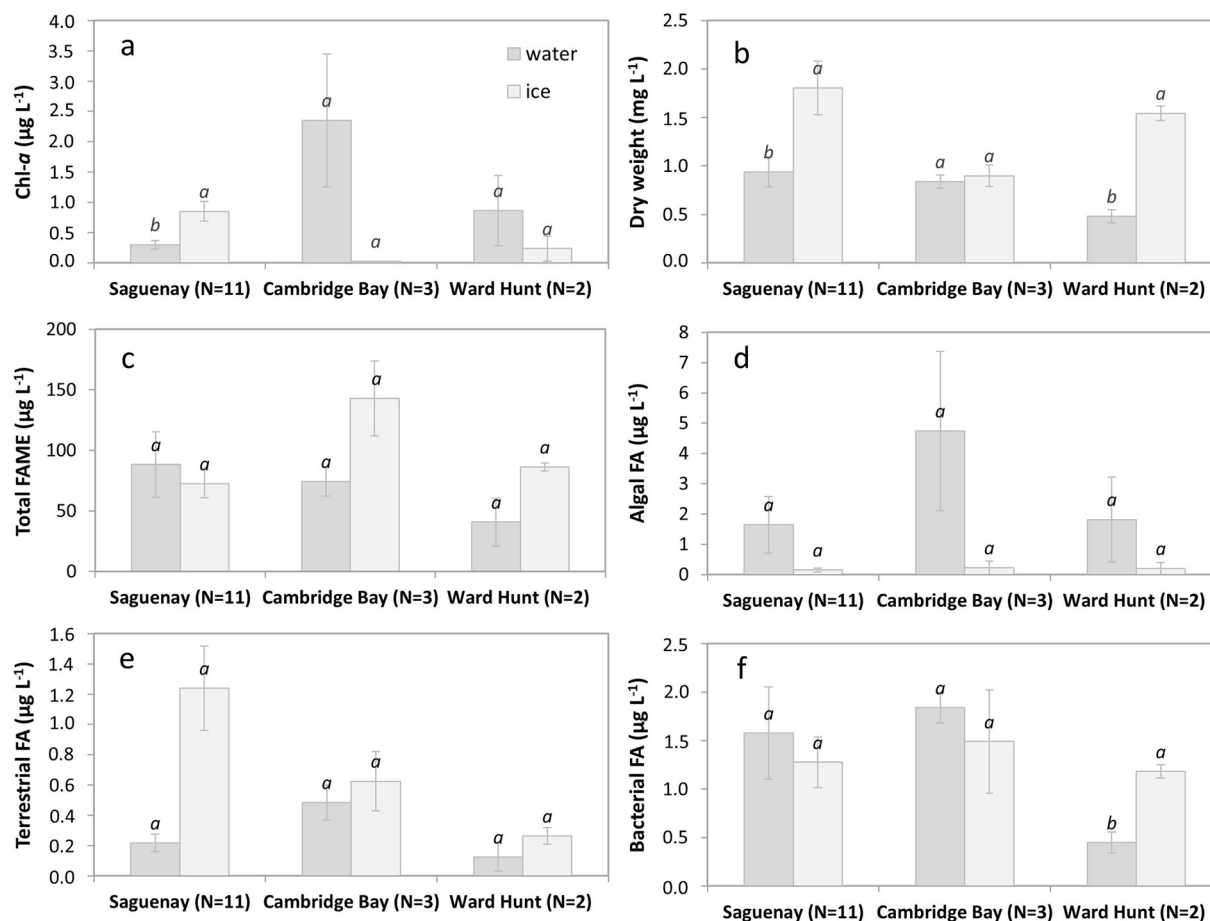 a
Chl-a (µg L-1)
4.0
3.5
3.0
2.5
2.0
1.5
1.0
0.5
0.0
water
ice
b
a
a
a
a
a
Saguenay (N=11) Cambridge Bay (N=3) Ward Hunt (N=2)
b
Dry weight (mg L-1)
2.5
2.0
1.5
1.0
0.5
0.0
b
a
a
a
b
a
Saguenay (N=11) Cambridge Bay (N=3) Ward Hunt (N=2)
c
Total FAME (µg L-1)
200
150
100
50
0
a
a
a
a
a
a
Saguenay (N=11) Cambridge Bay (N=3) Ward Hunt (N=2)
d
Algal FA (µg L-1)
8
7
6
5
4
3
2
1
0
a
a
a
a
a
a
Saguenay (N=11) Cambridge Bay (N=3) Ward Hunt (N=2)
e
Terrestrial FA (µg L-1)
1.6
1.4
1.2
1.0
0.8
0.6
0.4
0.2
0.0
a
a
a
a
a
a
Saguenay (N=11) Cambridge Bay (N=3) Ward Hunt (N=2)
f
Bacterial FA (µg L-1)
2.5
2.0
1.5
1.0
0.5
0.0
a
a
a
a
b
a
Saguenay (N=11) Cambridge Bay (N=3) Ward Hunt (N=2)